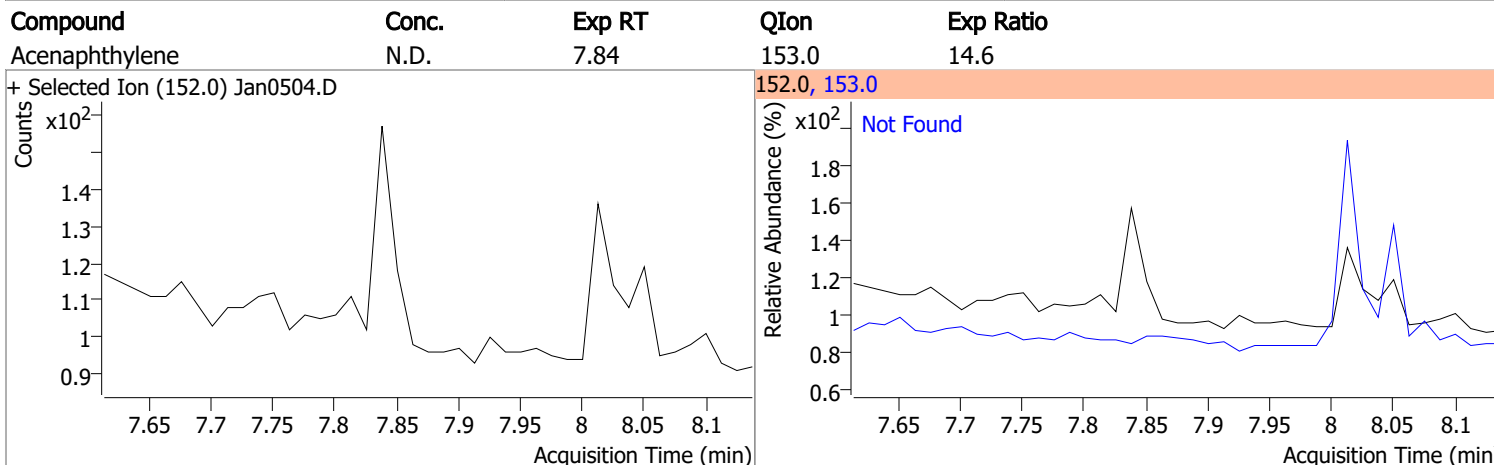 Compound Conc. Exp RT QIon Exp Ratio
Acenaphthylene N.D. 7.84 153.0 14.6
+ Selected Ion (152.0) Jan0504.D
Counts
x10²
1.4
1.3
1.2
1.1
1
0.9
7.65 7.7 7.75 7.8 7.85 7.9 7.95 8 8.05 8.1
Acquisition Time (min)
152.0, 153.0
Relative Abundance (%)
x10²
Not Found
1.8
1.6
1.4
1.2
1
0.8
0.6
7.65 7.7 7.75 7.8 7.85 7.9 7.95 8 8.05 8.1
Acquisition Time (min